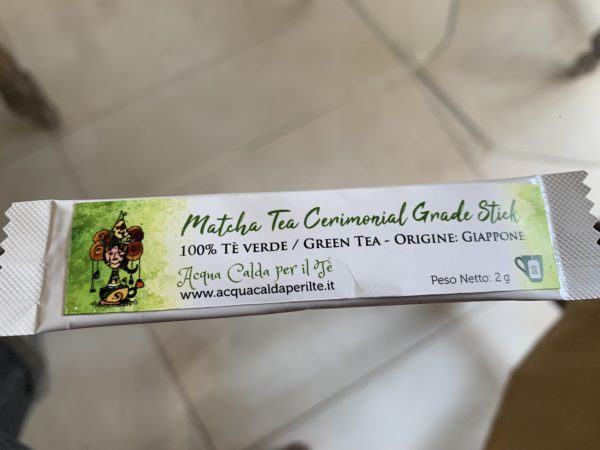 Matcha Tea Cerimonial Grade Stick
100% Tè verde / Green Tea - Origine: Giappone
Acqua Calda per il Tè
www.acquacaldaperilte.it
Peso Netto: 2 g